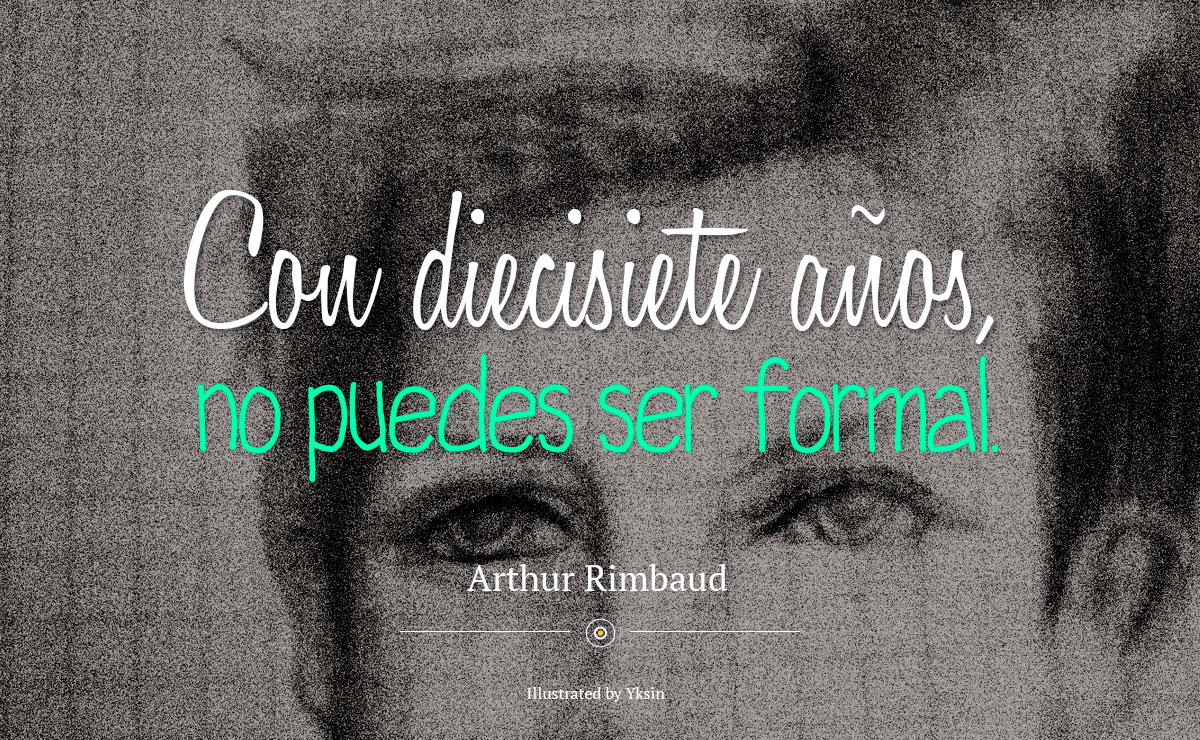 Con diecisiete años,
no puedes ser formal.
Arthur Rimbaud
Illustrated by Yksin